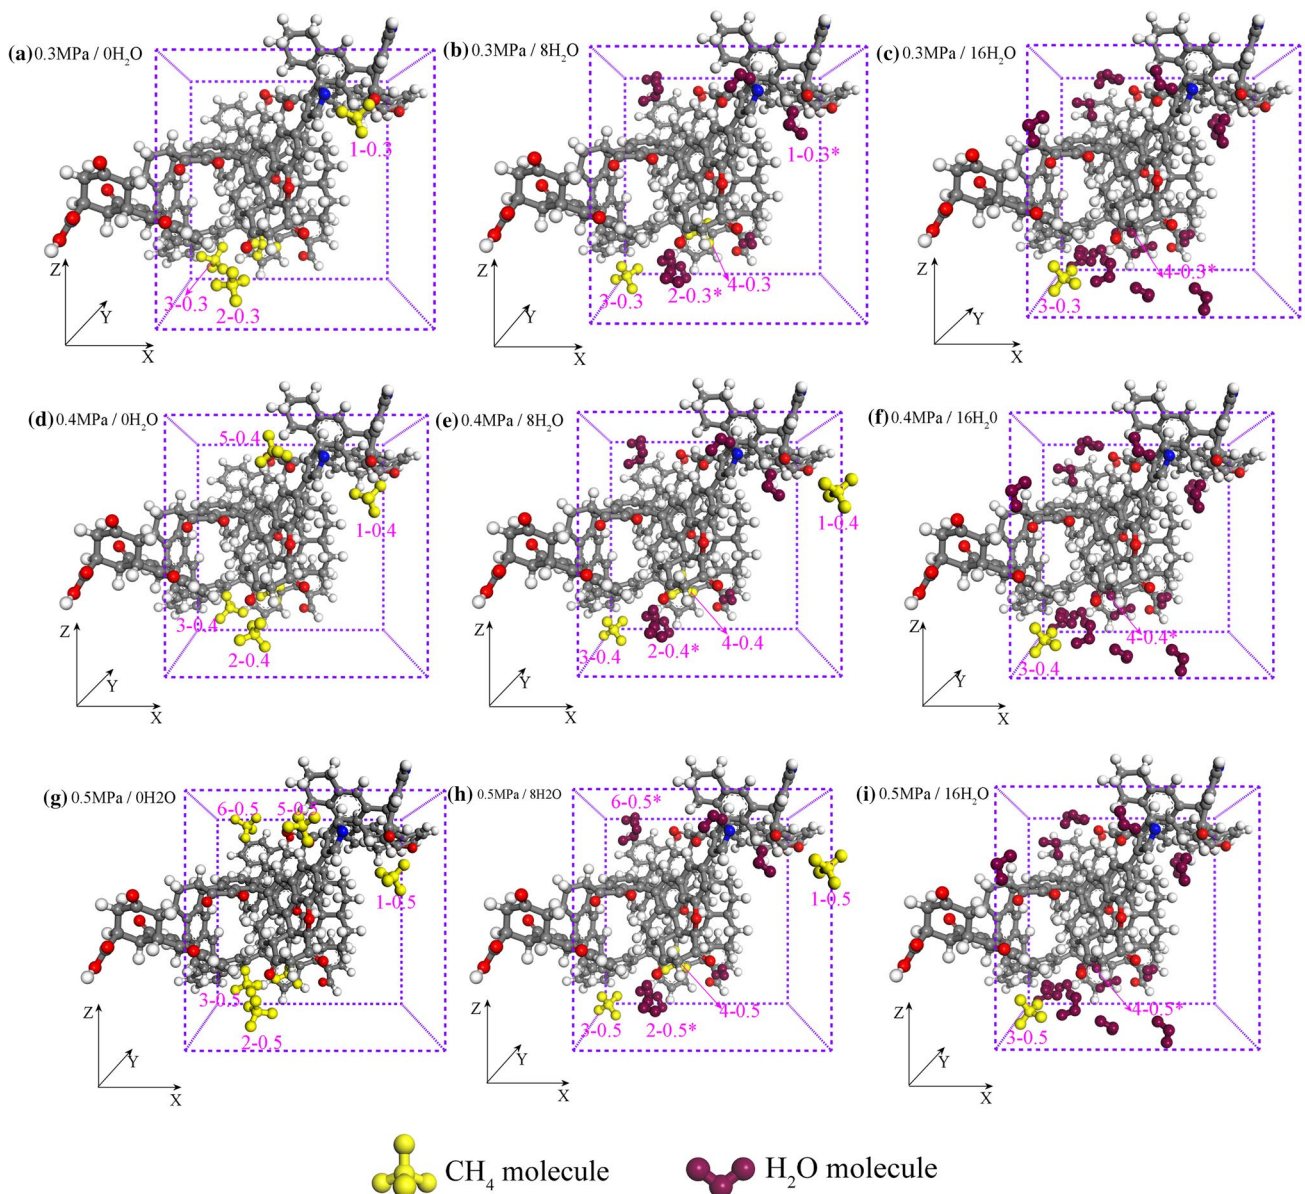 (a) 0.3MPa / 0H₂O
1-0.3
3-0.3
2-0.3
Z
Y
X
(b) 0.3MPa / 8H₂O
1-0.3*
3-0.3
2-0.3*
4-0.3
Z
Y
X
(c) 0.3MPa / 16H₂O
4-0.3*
3-0.3
Z
Y
X
(d) 0.4MPa / 0H₂O
5-0.4
1-0.4
3-0.4
2-0.4
Z
Y
X
(e) 0.4MPa / 8H₂O
1-0.4
3-0.4
2-0.4*
4-0.4
Z
Y
X
(f) 0.4MPa / 16H₂0
4-0.4*
3-0.4
Z
Y
X
(g) 0.5MPa / 0H2O
6-0.5 5-0.5
1-0.5
3-0.5
2-0.5
Z
Y
X
(h) 0.5MPa / 8H2O
6-0.5*
1-0.5
3-0.5
2-0.5*
4-0.5
Z
Y
X
(i) 0.5MPa / 16H₂O
4-0.5*
3-0.5
Z
Y
X
CH₄ molecule
H₂O molecule